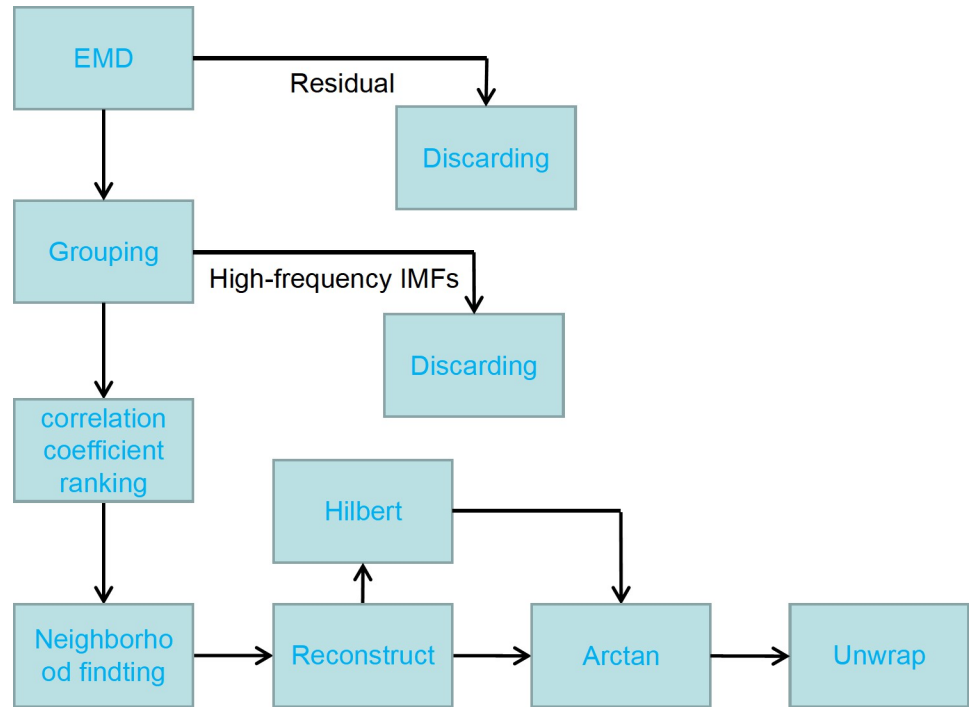 EMD
Residual
Discarding
Grouping
High-frequency IMFs
Discarding
correlation
coefficient
ranking
Hilbert
Neighborho
od findting
Reconstruct
Arctan
Unwrap